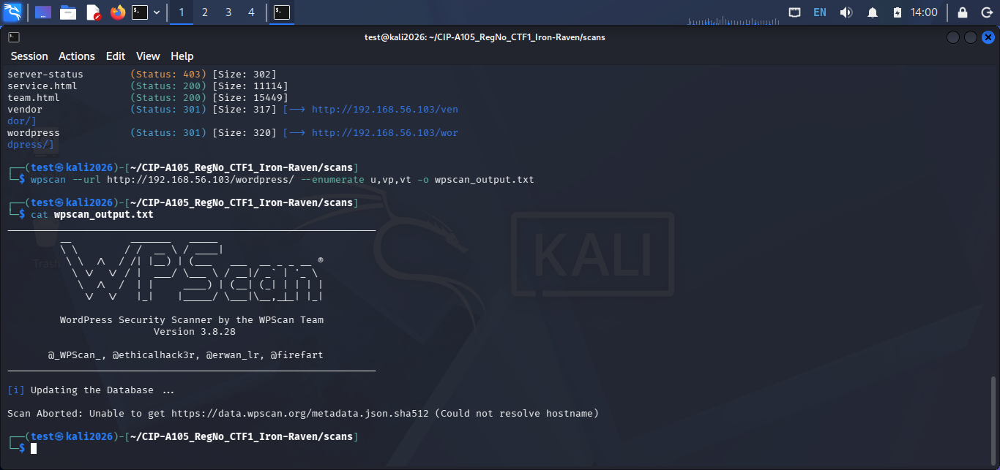 1 2 3 4 EN 14:00
test@kali2026: ~/CIP-A105_RegNo_CTF1_Iron-Raven/scans
Session Actions Edit View Help
server-status (Status: 403) [Size: 302]
service.html (Status: 200) [Size: 11114]
team.html (Status: 200) [Size: 15449]
vendor (Status: 301) [Size: 317] [--> http://192.168.56.103/ven
dor/]
wordpress (Status: 301) [Size: 320] [--> http://192.168.56.103/wor
dpress/]
┌──(test㉿kali2026)-[~/CIP-A105_RegNo_CTF1_Iron-Raven/scans]
└─$ wpscan --url http://192.168.56.103/wordpress/ --enumerate u,vp,vt -o wpscan_output.txt
┌──(test㉿kali2026)-[~/CIP-A105_RegNo_CTF1_Iron-Raven/scans]
└─$ cat wpscan_output.txt
WPScan ®
WordPress Security Scanner by the WPScan Team
Version 3.8.28
@_WPScan_, @ethicalhack3r, @erwan_lr, @firefart
[i] Updating the Database ...
Scan Aborted: Unable to get https://data.wpscan.org/metadata.json.sha512 (Could not resolve hostname)
┌──(test㉿kali2026)-[~/CIP-A105_RegNo_CTF1_Iron-Raven/scans]
└─$
Trash
KALI